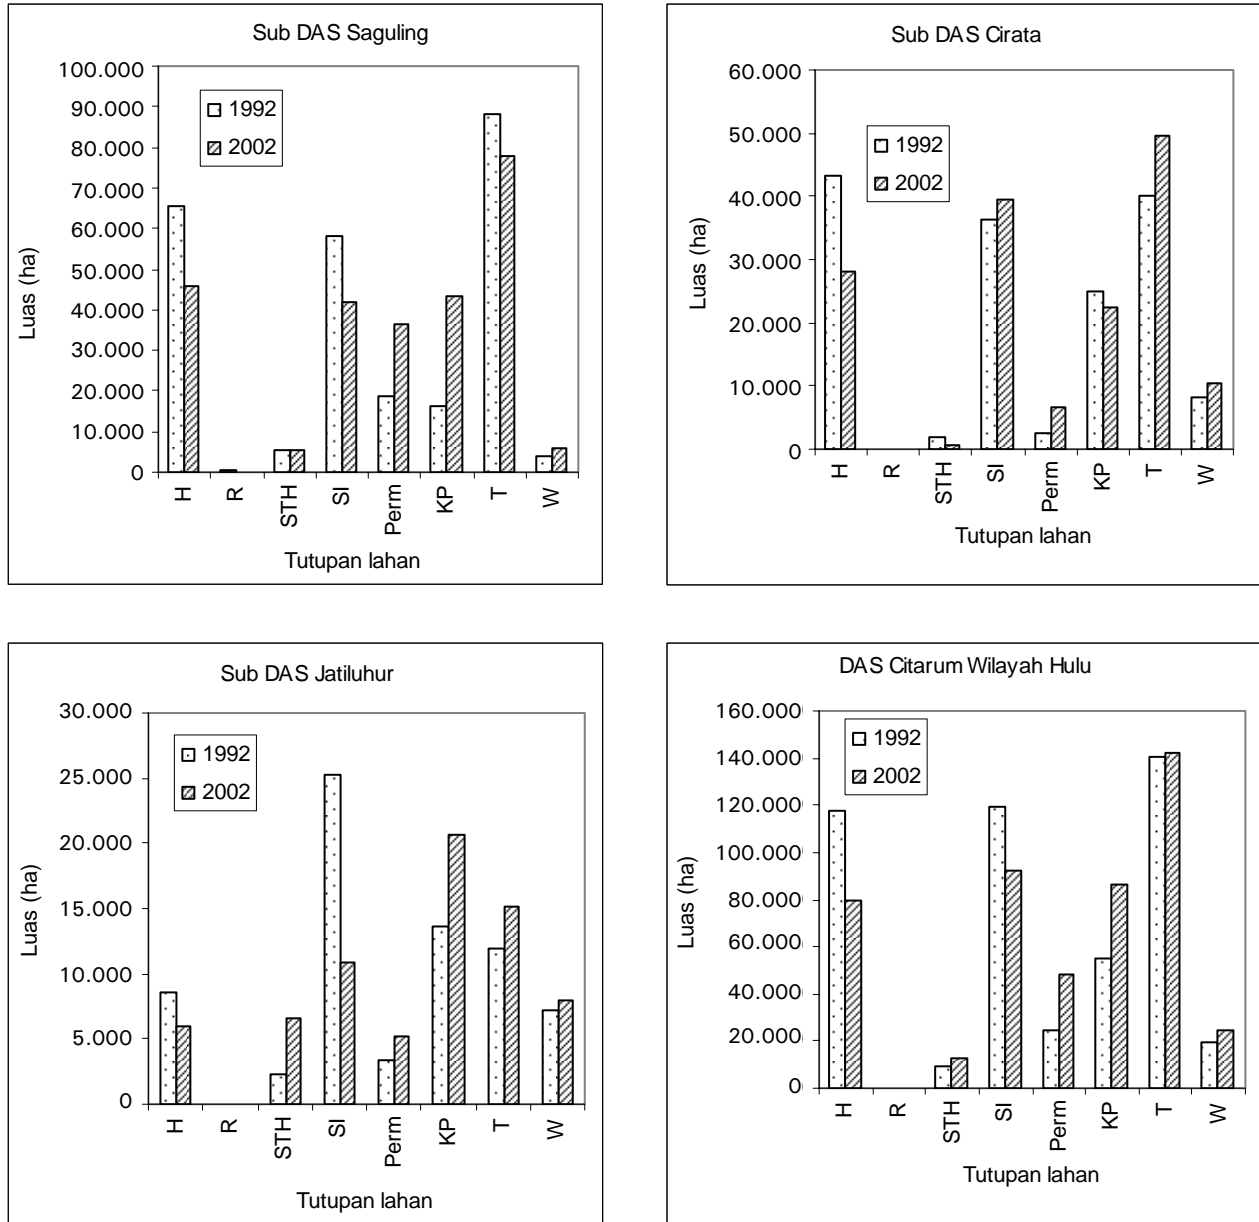 Sub DAS Saguling
100.000
90.000
80.000
70.000
60.000
50.000
40.000
30.000
20.000
10.000
0
Luas (ha)
1992
2002
H R STH SI Perm KP T W
Tutupan lahan
Sub DAS Cirata
60.000
50.000
40.000
30.000
20.000
10.000
0
Luas (ha)
1992
2002
H R STH SI Perm KP T W
Tutupan lahan
Sub DAS Jatiluhur
30.000
25.000
20.000
15.000
10.000
5.000
0
Luas (ha)
1992
2002
H R STH SI Perm KP T W
Tutupan lahan
DAS Citarum Wilayah Hulu
160.000
140.000
120.000
100.000
80.000
60.000
40.000
20.000
0
Luas (ha)
1992
2002
H R STH SI Perm KP T W
Tutupan lahan